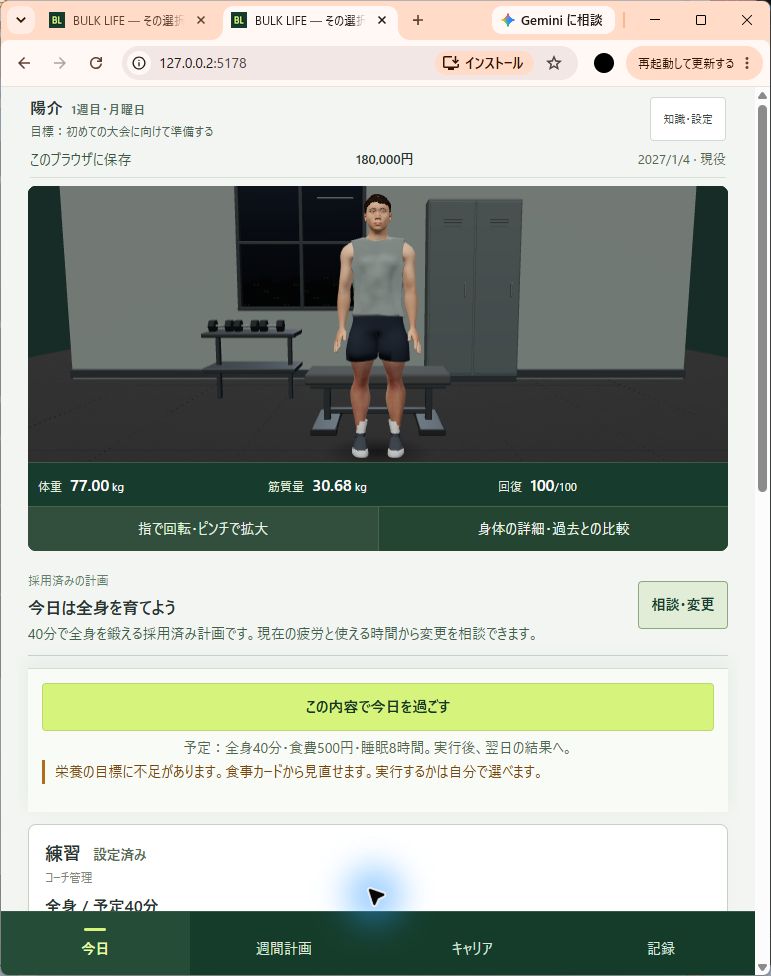 BL BULK LIFE — その選択
BL BULK LIFE — その選択
Gemini に相談
127.0.0.2:5178
インストール
再起動して更新する
陽介 1週目・月曜日
目標：初めての大会に向けて準備する
知識・設定
このブラウザに保存 180,000円 2027/1/4・現役
体重 77.00 kg 筋質量 30.68 kg 回復 100/100
指で回転・ピンチで拡大 身体の詳細・過去との比較
採用済みの計画
今日は全身を育てよう
40分で全身を鍛える採用済み計画です。現在の疲労と使える時間から変更を相談できます。
相談・変更
この内容で今日を過ごす
予定：全身40分・食費500円・睡眠8時間。実行後、翌日の結果へ。
栄養の目標に不足があります。食事カードから見直せます。実行するかは自分で選べます。
練習 設定済み
コーチ管理
全身 / 予定40分
今日 週間計画 キャリア 記録